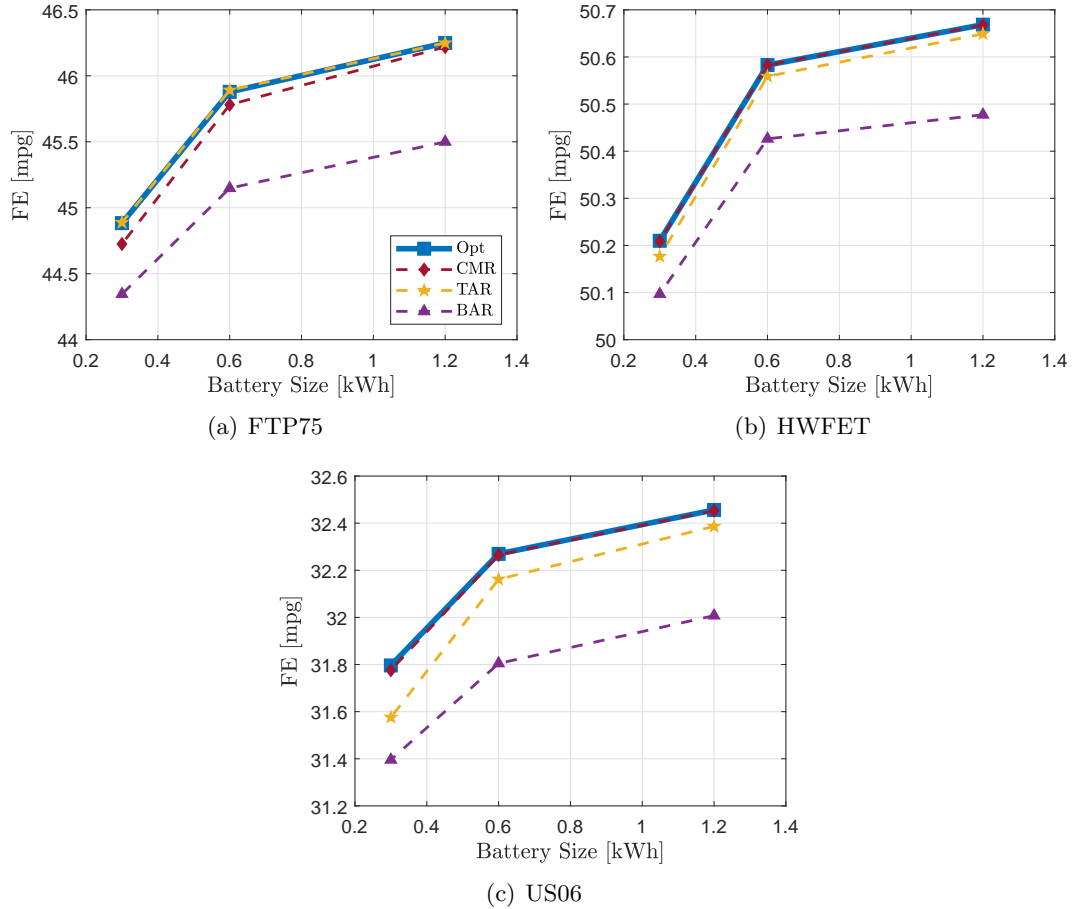 46.5
46
45.5
45
44.5
44
FE [mpg]
Opt
CMR
TAR
BAR
0.2 0.4 0.6 0.8 1 1.2 1.4
Battery Size [kWh]
(a) FTP75
50.7
50.6
50.5
50.4
50.3
50.2
50.1
50
FE [mpg]
0.2 0.4 0.6 0.8 1 1.2 1.4
Battery Size [kWh]
(b) HWFET
32.6
32.4
32.2
32
31.8
31.6
31.4
31.2
FE [mpg]
0.2 0.4 0.6 0.8 1 1.2 1.4
Battery Size [kWh]
(c) US06